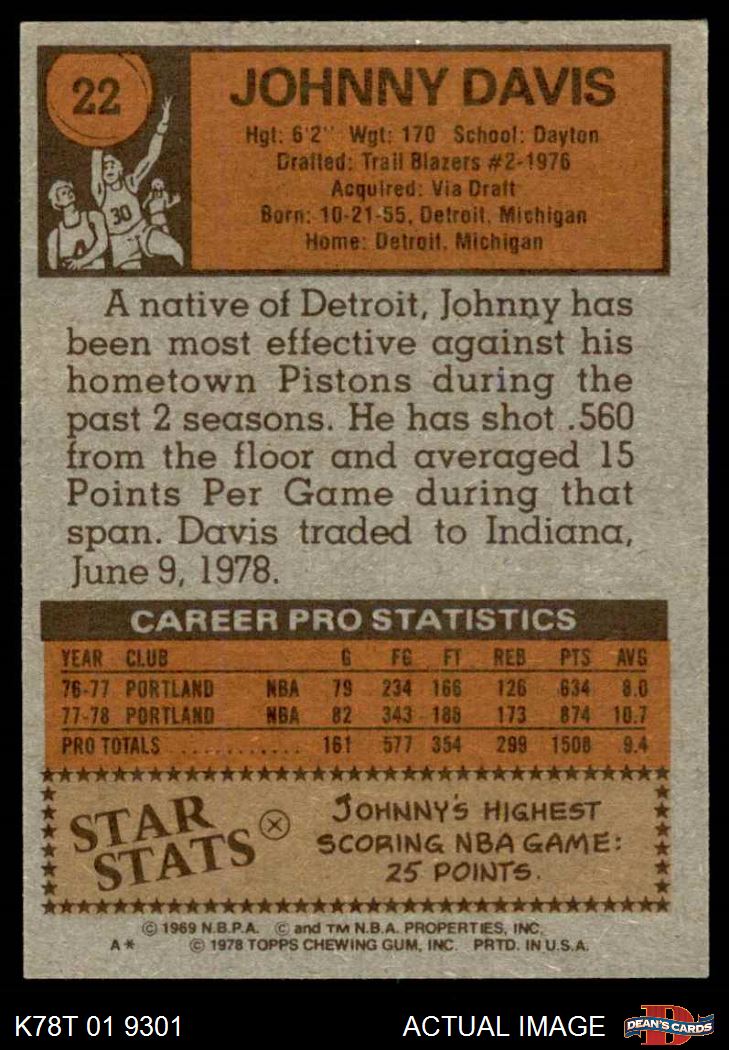 22
JOHNNY DAVIS
Hgt: 6'2" Wgt: 170 School: Dayton
Drafted: Trail Blazers #2-1976
Acquired: Via Draft
Born: 10-21-55, Detroit, Michigan
Home: Detroit, Michigan
30
A native of Detroit, Johnny has
been most effective against his
hometown Pistons during the
past 2 seasons. He has shot .560
from the floor and averaged 15
Points Per Game during that
span. Davis traded to Indiana,
June 9, 1978.
CAREER PRO STATISTICS
YEAR CLUB G FG FT REB PTS AVG
76-77 PORTLAND NBA 79 234 166 126 634 8.0
77-78 PORTLAND NBA 82 343 188 173 874 10.7
PRO TOTALS ............ 161 577 354 299 1508 9.4
STAR STATS
JOHNNY'S HIGHEST
SCORING NBA GAME:
25 POINTS.
© 1969 N.B.P.A. © and TM N.B.A. PROPERTIES, INC.
A* © 1978 TOPPS CHEWING GUM, INC. PRTD. IN U.S.A.
K78T 01 9301 ACTUAL IMAGE DEAN'S CARDS